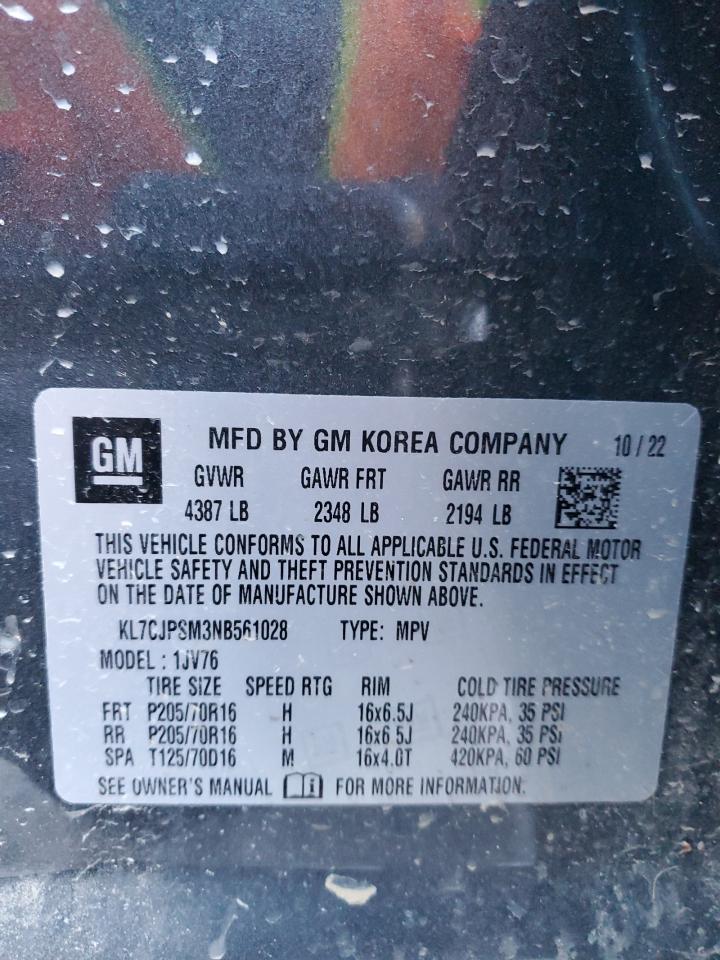 GM
MFD BY GM KOREA COMPANY 10/22
GVWR GAWR FRT GAWR RR
4387 LB 2348 LB 2194 LB
THIS VEHICLE CONFORMS TO ALL APPLICABLE U.S. FEDERAL MOTOR
VEHICLE SAFETY AND THEFT PREVENTION STANDARDS IN EFFECT
ON THE DATE OF MANUFACTURE SHOWN ABOVE.
KL7CJPSM3NB561028 TYPE: MPV
MODEL : 1JV76
TIRE SIZE SPEED RTG RIM COLD TIRE PRESSURE
FRT P205/70R16 H 16x6.5J 240KPA, 35 PSI
RR P205/70R16 H 16x6.5J 240KPA, 35 PSI
SPA T125/70D16 M 16x4.0T 420KPA, 60 PSI
SEE OWNER'S MANUAL FOR MORE INFORMATION.